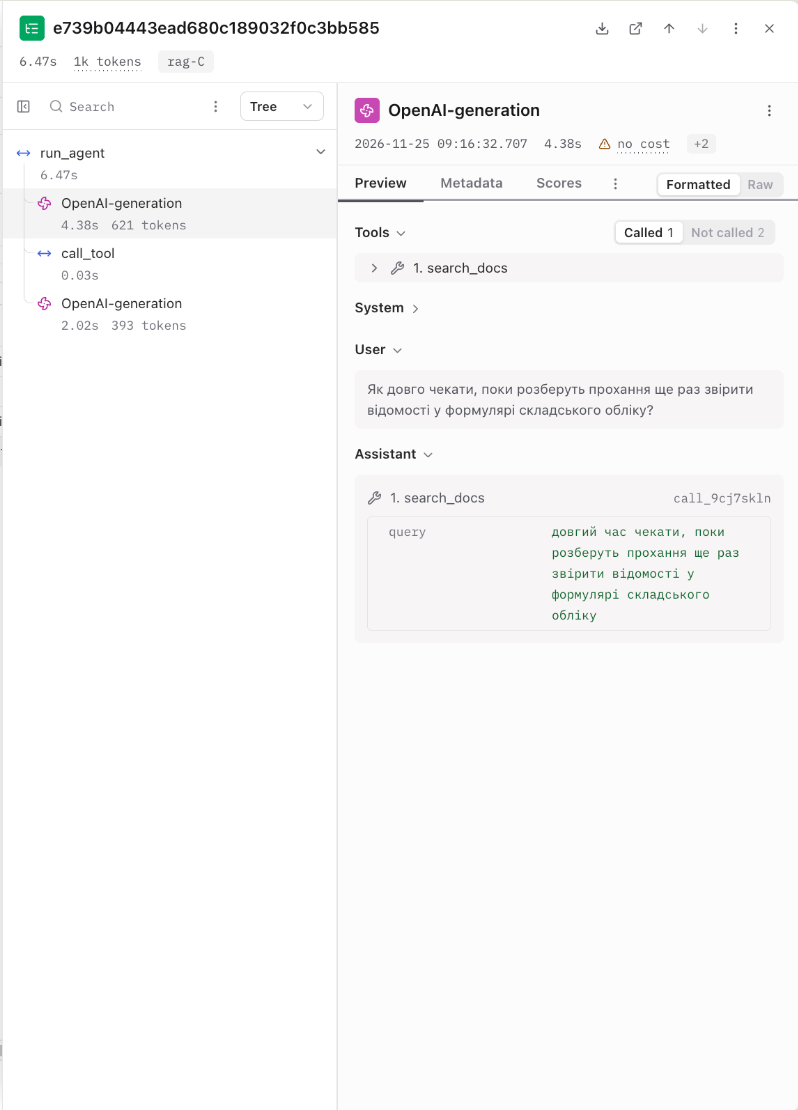 e739b04443ead680c189032f0c3bb585
6.47s 1k tokens rag-C
Search Tree
run_agent
6.47s
OpenAI-generation
4.38s 621 tokens
call_tool
0.03s
OpenAI-generation
2.02s 393 tokens
OpenAI-generation
2026-11-25 09:16:32.707 4.38s no cost +2
Preview Metadata Scores Formatted Raw
Tools Called 1 Not called 2
1. search_docs
System
User
Як довго чекати, поки розберуть прохання ще раз звірити
відомості у формулярі складського обліку?
Assistant
1. search_docs call_9cj7skln
query довгий час чекати, поки
розберуть прохання ще раз
звірити відомості у
формулярі складського
обліку